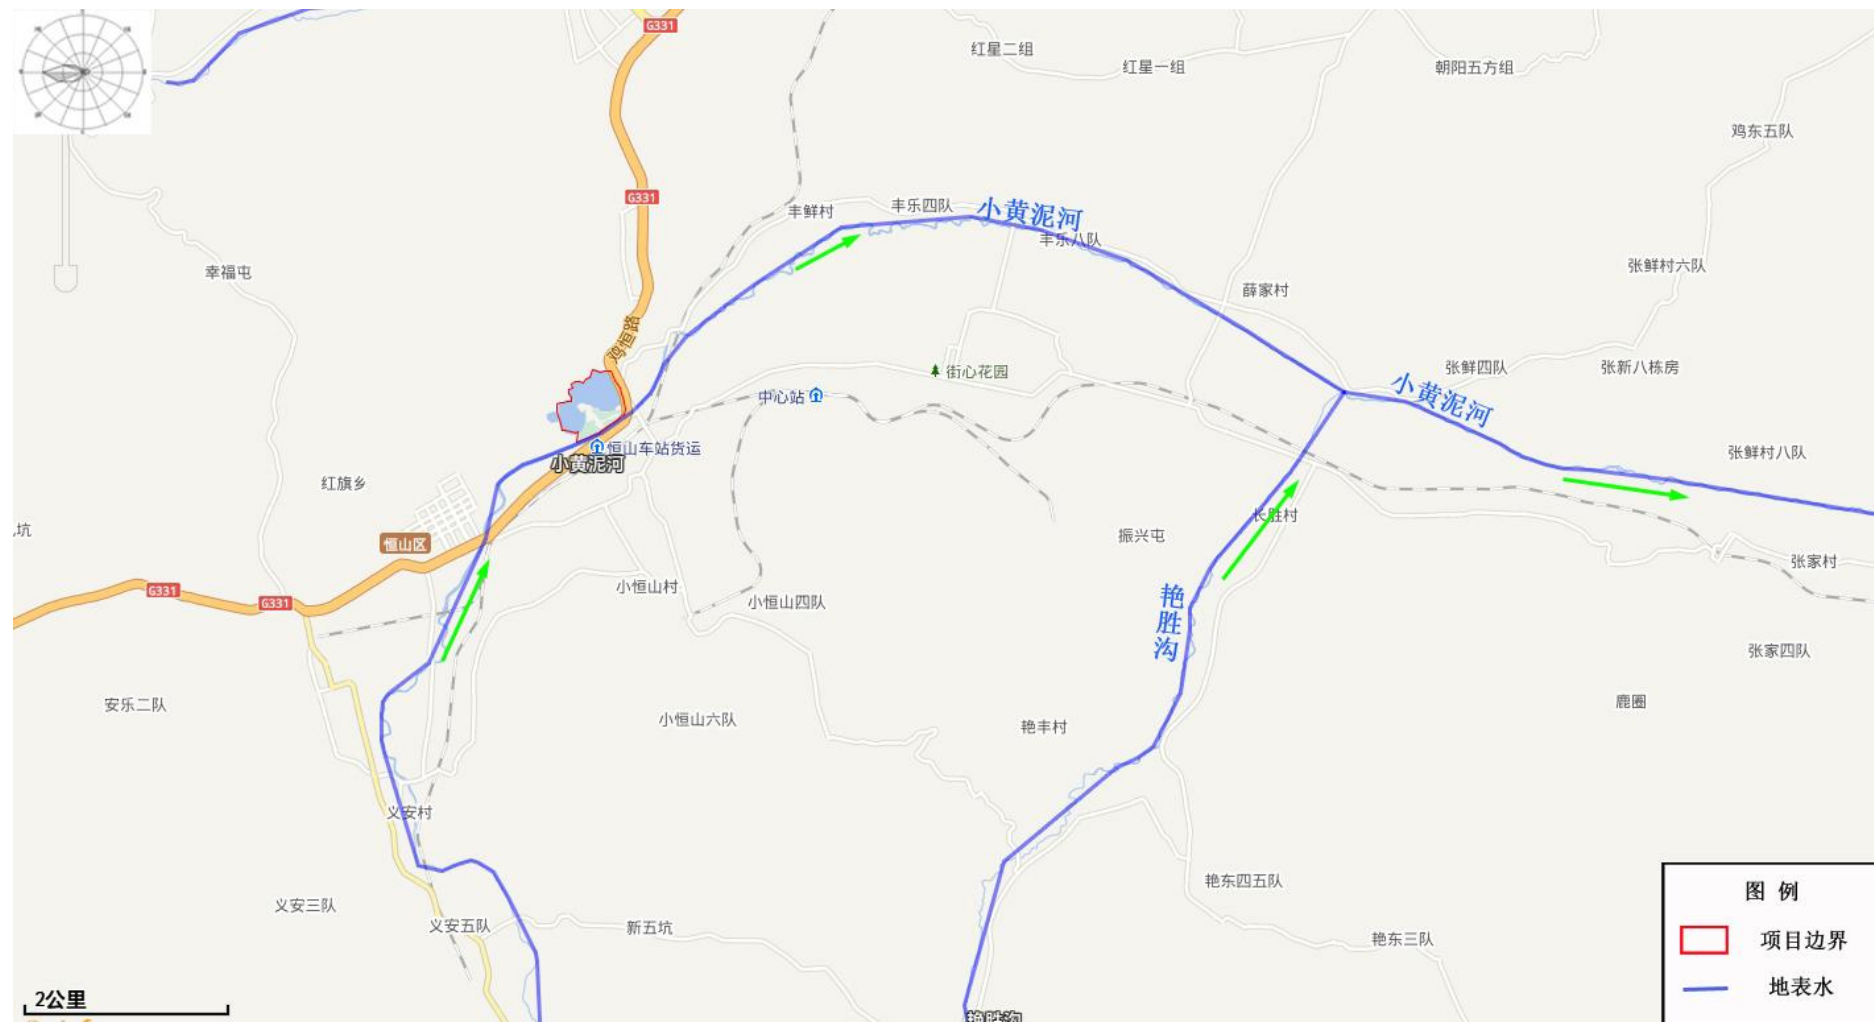 G331
红星二组
红星一组
朝阳五方组
鸡东五队
G331
丰鲜村
丰乐四队
小黄泥河
丰乐八队
张鲜村六队
幸福屯
薛家村
鸡恒路
街心花园
张鲜四队
张新八栋房
中心站
小黄泥河
恒山车站货运
小黄泥河
张鲜村八队
红旗乡
长胜村
坑
恒山区
振兴屯
张家村
G331
G331
小恒山村
小恒山四队
艳胜沟
张家四队
安乐二队
小恒山六队
艳丰村
鹿圈
义安村
艳东四五队
图 例
义安三队
义安五队
新五坑
艳东三队
项目边界
地表水
2公里
艳胜沟